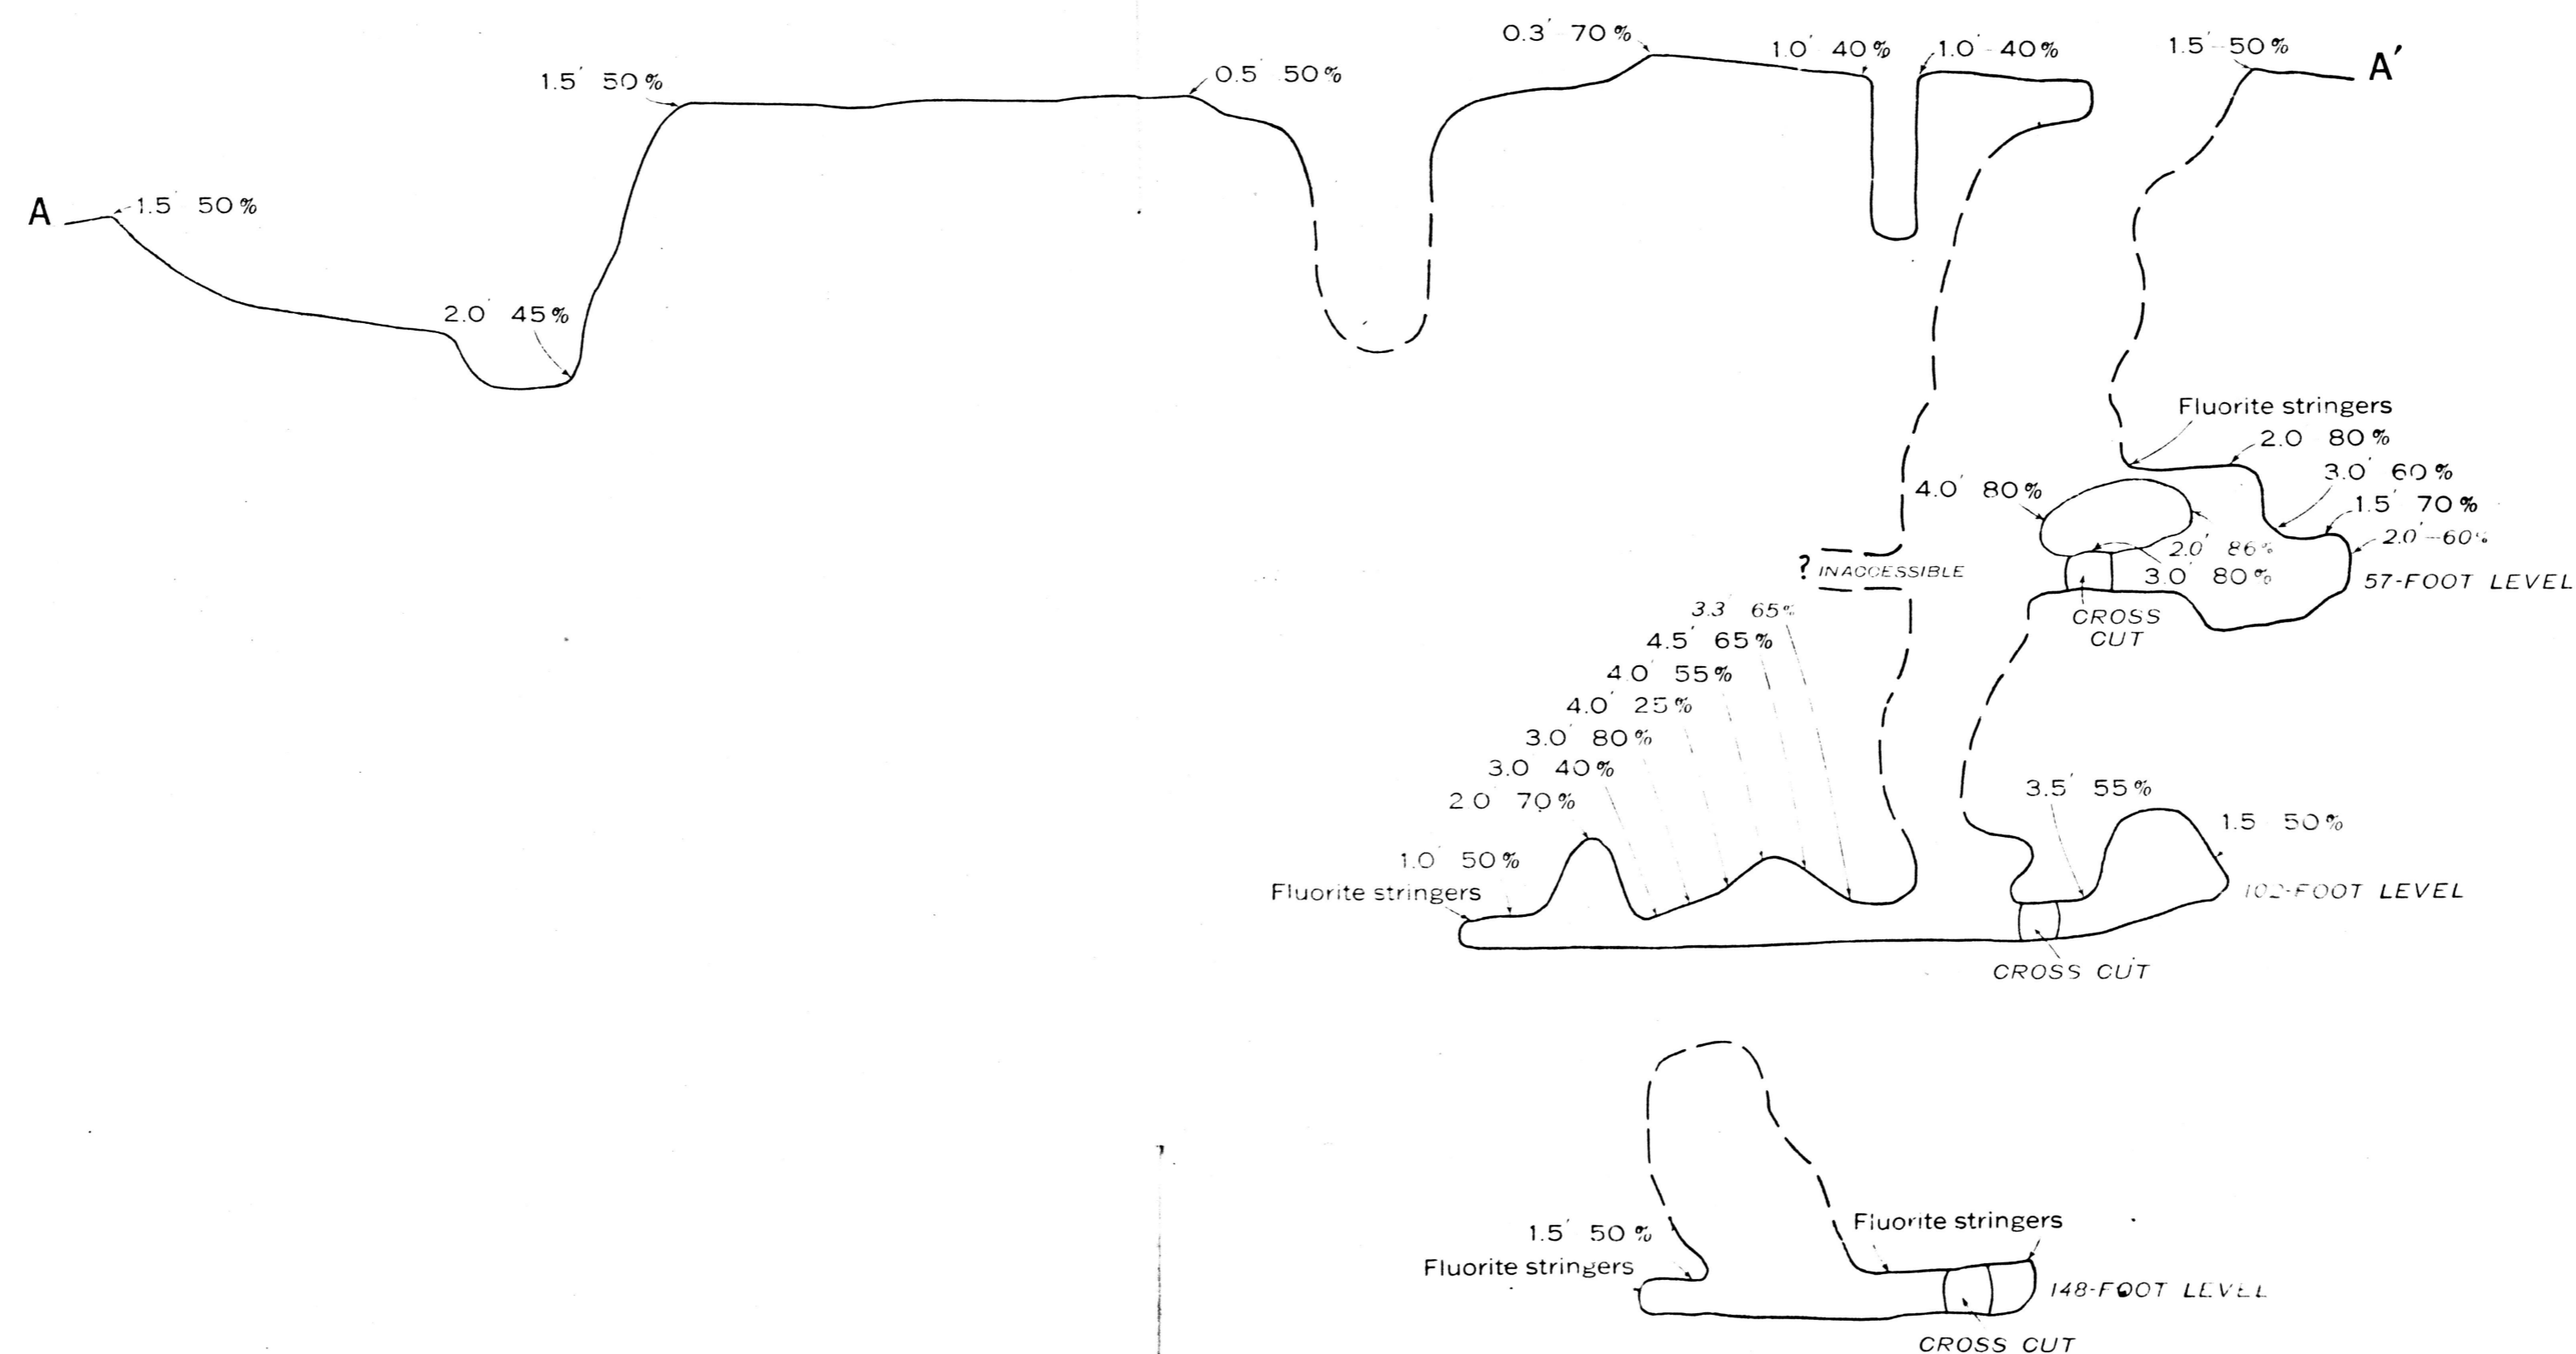 0.3' 70%
1.0' 40%
1.0' - 40%
1.5' - 50%
A'
1.5' 50%
0.5' 50%
A
1.5' 50%
2.0' 45%
Fluorite stringers
2.0 80%
3.0' 60%
1.5' 70%
2.0' - 60%
4.0' 80%
2.0' 86%
3.0' 80%
57-FOOT LEVEL
? INACCESSIBLE
CROSS
CUT
3.3' 65%
4.5' 65%
4.0' 55%
4.0' 25%
3.0' 80%
3.0 40%
2.0' 70%
1.0' 50%
Fluorite stringers
3.5' 55%
1.5 50%
102-FOOT LEVEL
CROSS CUT
1.5' 50%
Fluorite stringers
Fluorite stringers
148-FOOT LEVEL
CROSS CUT